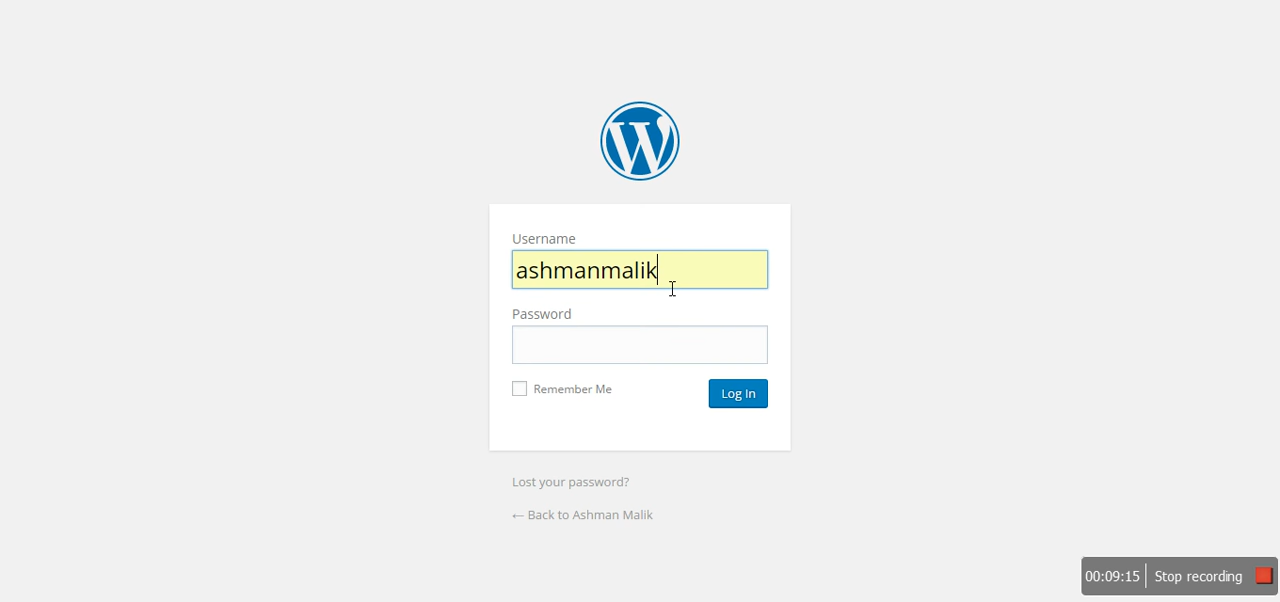 Username
ashmanmalik
Password
Remember Me
Log In
Lost your password?
← Back to Ashman Malik
00:09:15 Stop recording